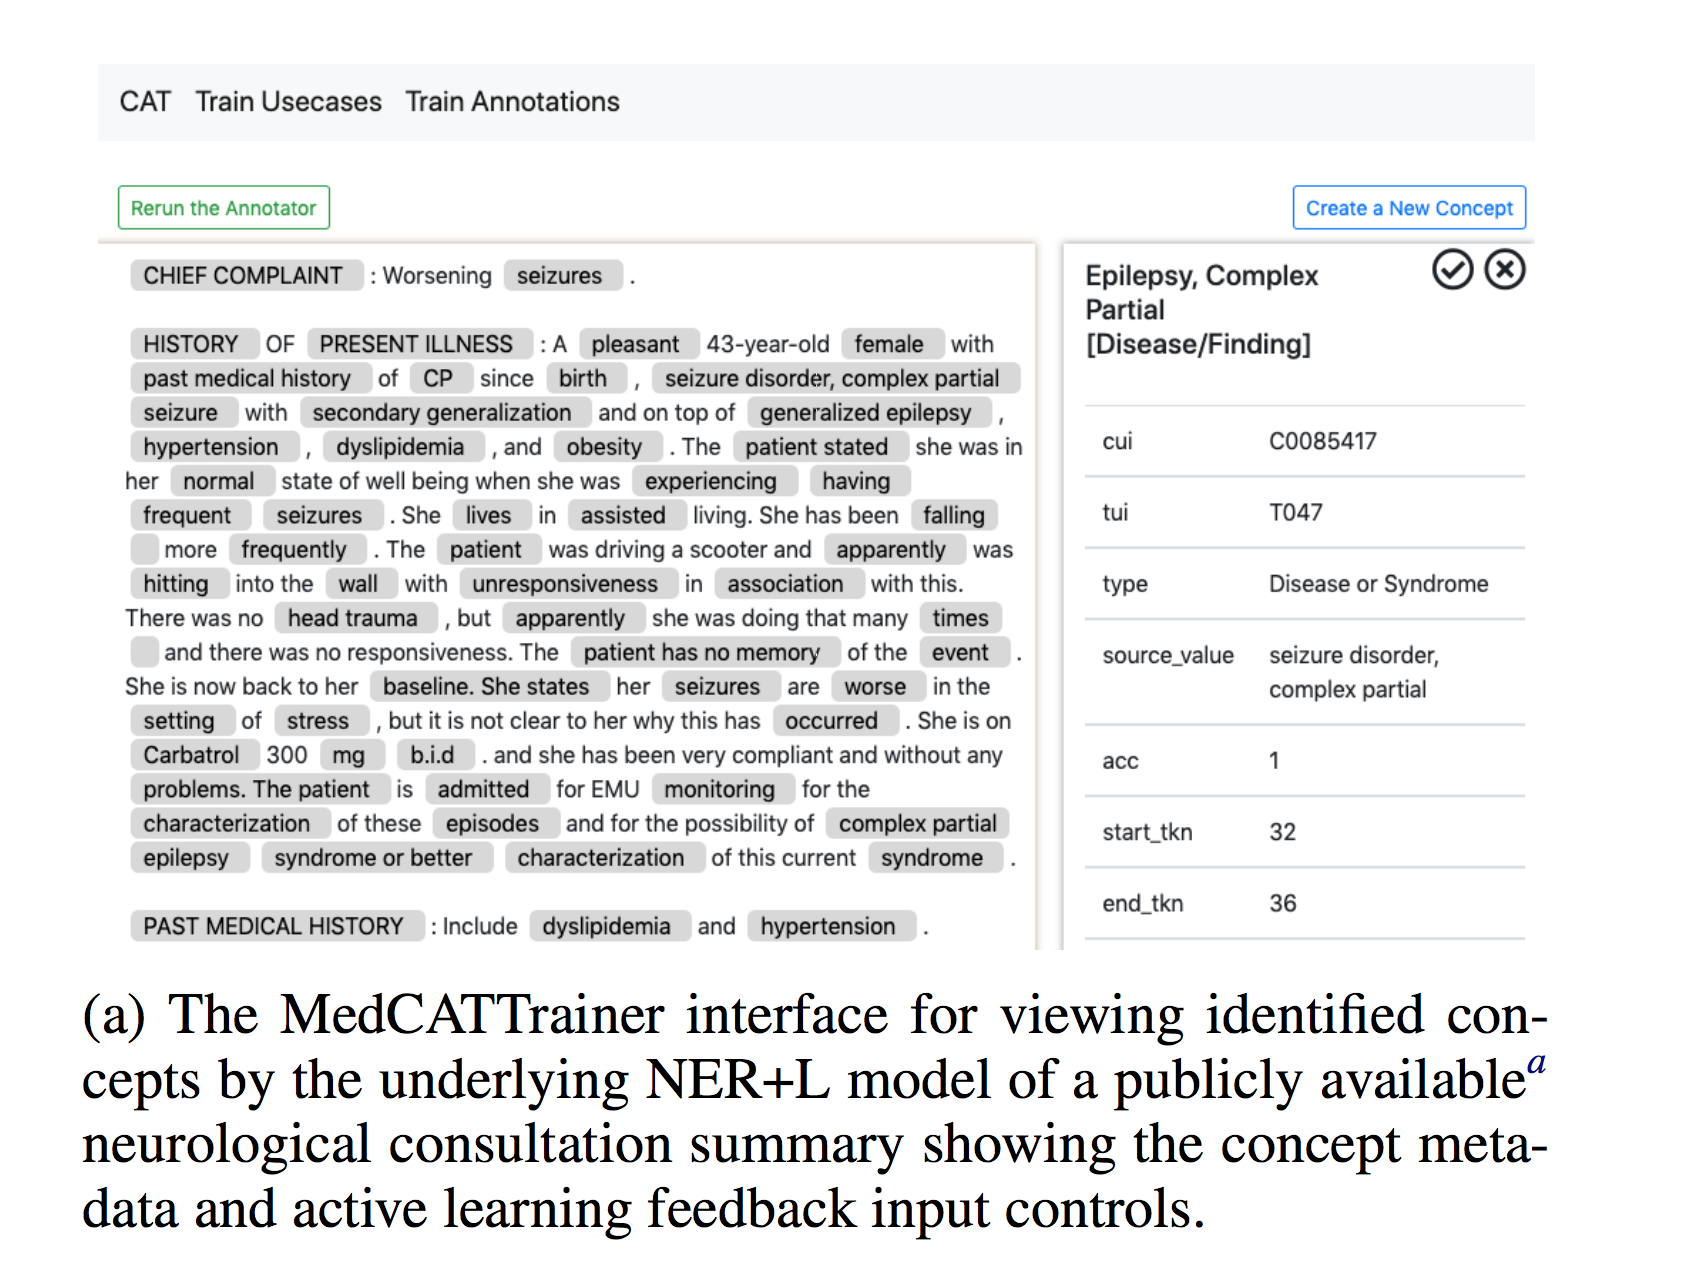 CAT Train Usecases Train Annotations
Rerun the Annotator
Create a New Concept
CHIEF COMPLAINT : Worsening seizures .
HISTORY OF PRESENT ILLNESS : A pleasant 43-year-old female with
past medical history of CP since birth , seizure disorder, complex partial
seizure with secondary generalization and on top of generalized epilepsy ,
hypertension , dyslipidemia , and obesity . The patient stated she was in
her normal state of well being when she was experiencing having
frequent seizures . She lives in assisted living. She has been falling
more frequently . The patient was driving a scooter and apparently was
hitting into the wall with unresponsiveness in association with this.
There was no head trauma , but apparently she was doing that many times
and there was no responsiveness. The patient has no memory of the event .
She is now back to her baseline. She states her seizures are worse in the
setting of stress , but it is not clear to her why this has occurred . She is on
Carbatrol 300 mg b.i.d . and she has been very compliant and without any
problems. The patient is admitted for EMU monitoring for the
characterization of these episodes and for the possibility of complex partial
epilepsy syndrome or better characterization of this current syndrome .
PAST MEDICAL HISTORY : Include dyslipidemia and hypertension .
Epilepsy, Complex
Partial
[Disease/Finding]
cui C0085417
tui T047
type Disease or Syndrome
source_value seizure disorder,
complex partial
acc 1
start_tkn 32
end_tkn 36
(a) The MedCATTrainer interface for viewing identified con-
cepts by the underlying NER+L model of a publicly available a
neurological consultation summary showing the concept meta-
data and active learning feedback input controls.